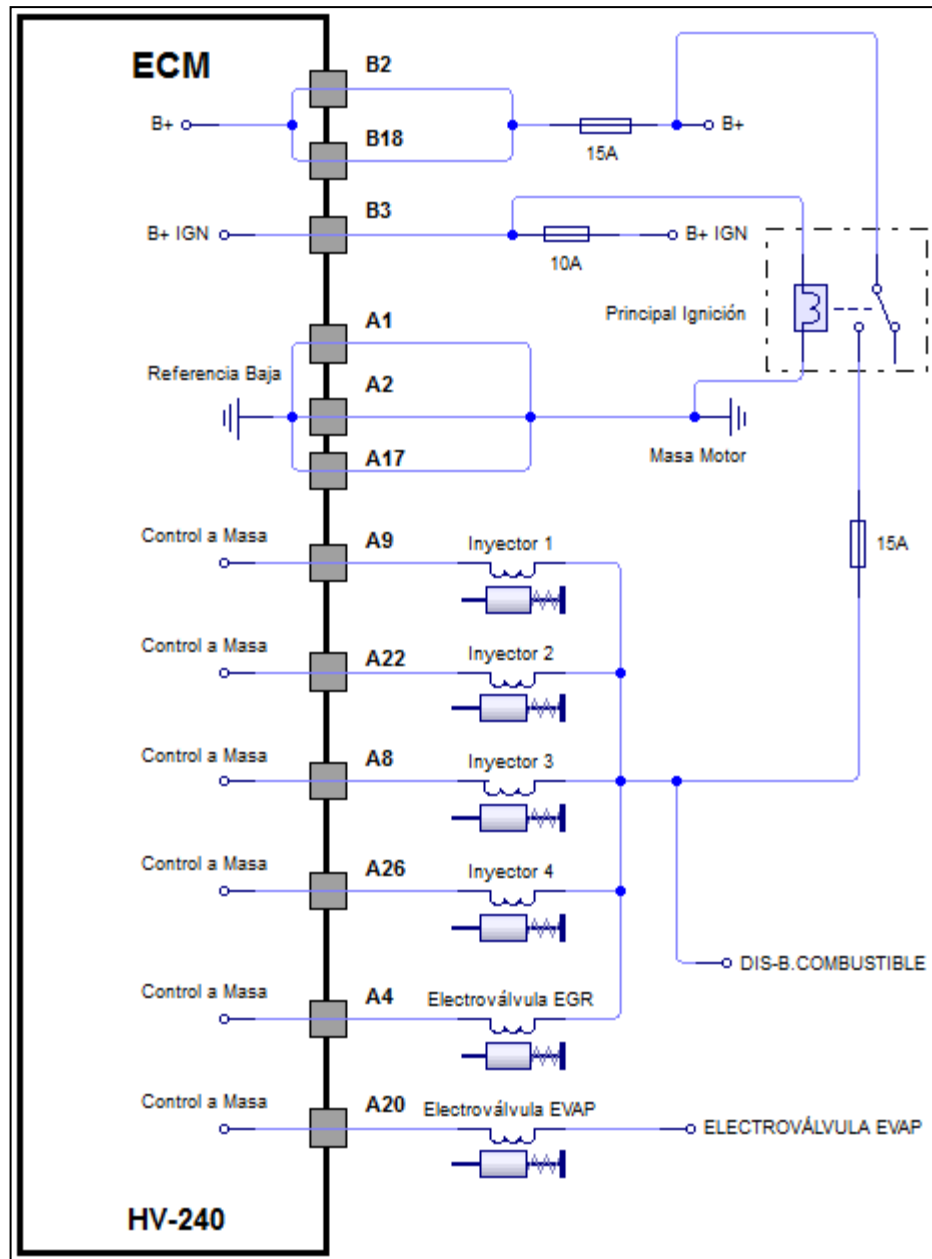 ECM
B2
B+
B+
B18
15A
B3
B+ IGN
B+ IGN
10A
Principal Ignición
A1
Referencia Baja
A2
Masa Motor
A17
15A
Control a Masa
A9
Inyector 1
Control a Masa
A22
Inyector 2
Control a Masa
A8
Inyector 3
Control a Masa
A26
Inyector 4
DIS-B.COMBUSTIBLE
Control a Masa
A4
Electroválvula EGR
Control a Masa
A20
Electroválvula EVAP
ELECTROVÁLVULA EVAP
HV-240